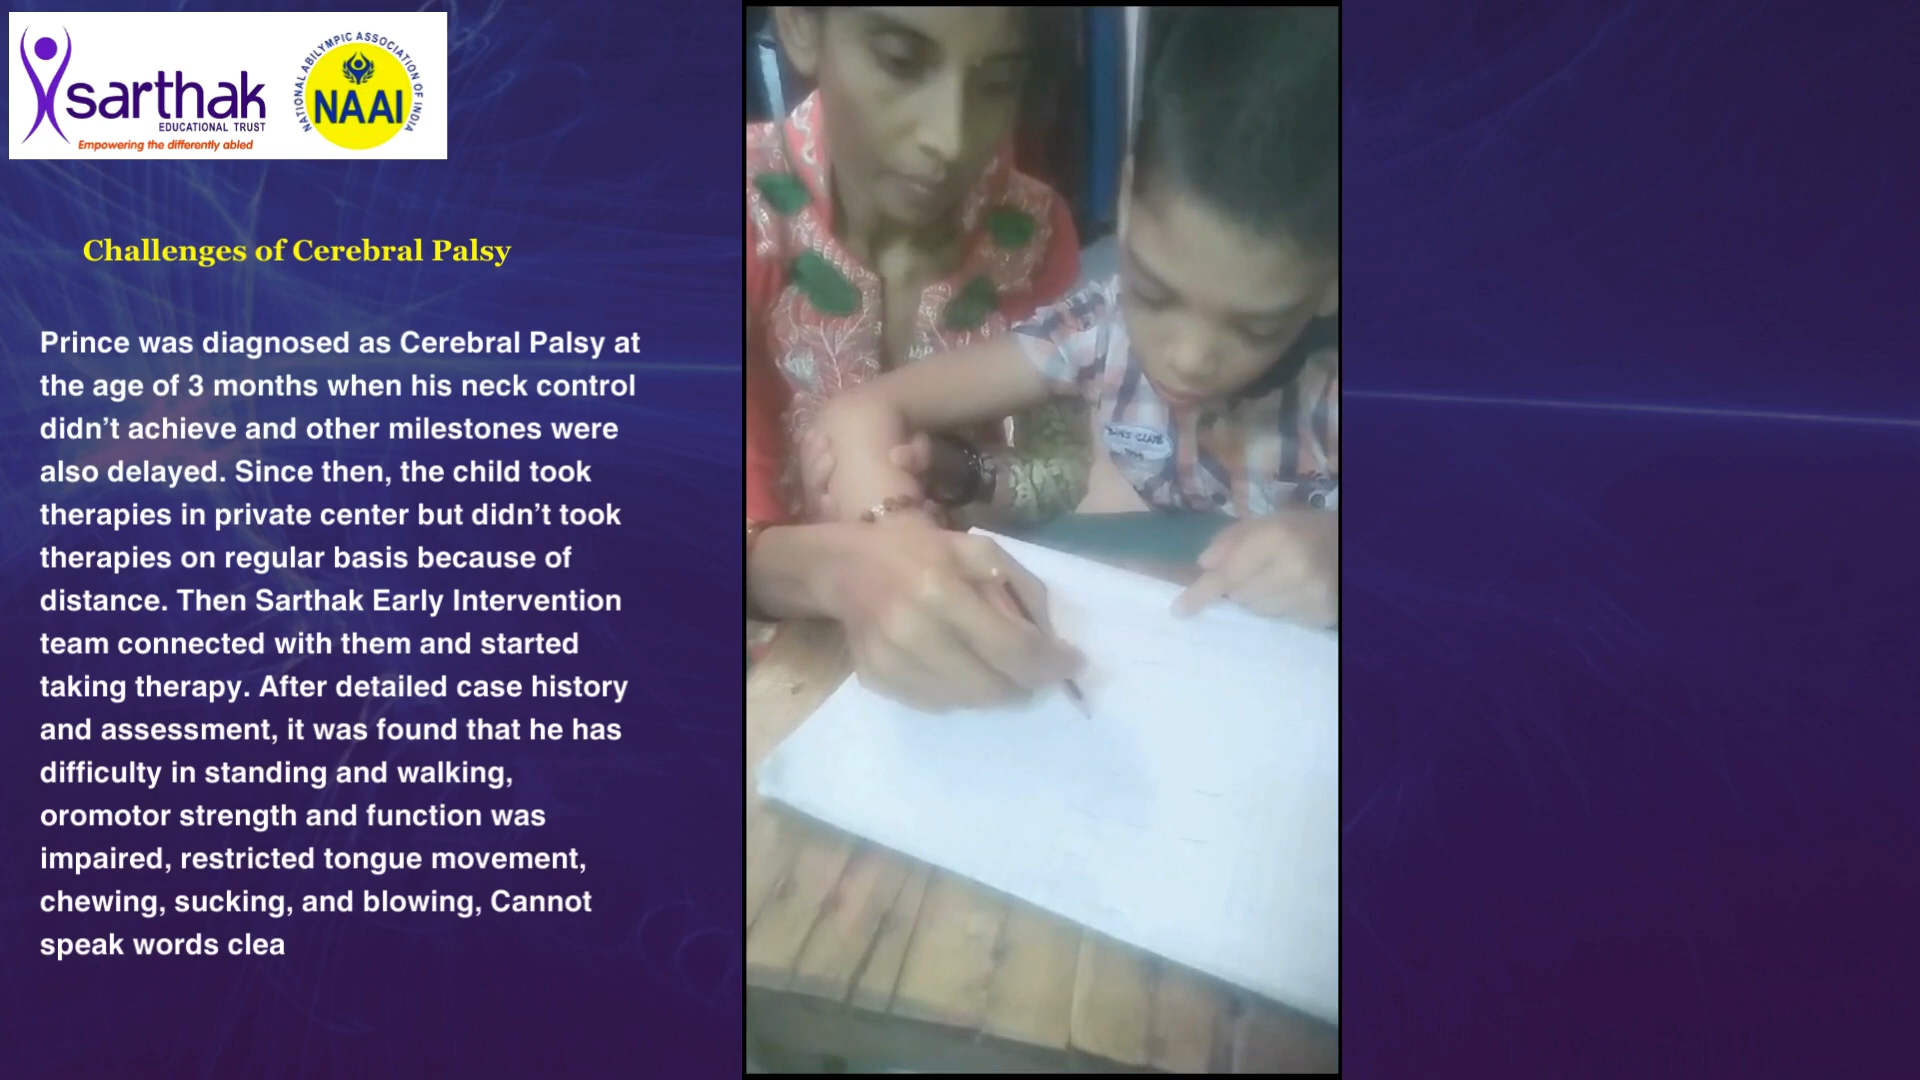 sarthak
EDUCATIONAL TRUST
Empowering the differently abled
NATIONAL ABILYMPIC ASSOCIATION OF INDIA
NAAI
Challenges of Cerebral Palsy
Prince was diagnosed as Cerebral Palsy at
the age of 3 months when his neck control
didn’t achieve and other milestones were
also delayed. Since then, the child took
therapies in private center but didn’t took
therapies on regular basis because of
distance. Then Sarthak Early Intervention
team connected with them and started
taking therapy. After detailed case history
and assessment, it was found that he has
difficulty in standing and walking,
oromotor strength and function was
impaired, restricted tongue movement,
chewing, sucking, and blowing, Cannot
speak words clea